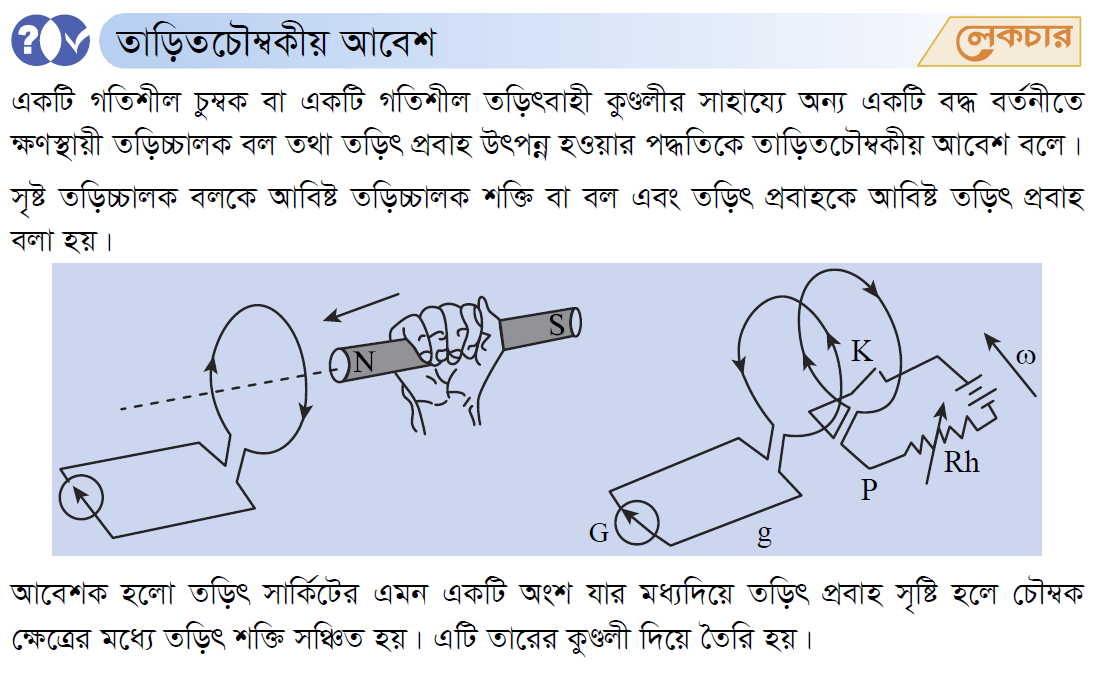 তাড়িতচৌম্বকীয় আবেশ
লেকচার
একটি গতিশীল চুম্বক বা একটি গতিশীল তড়িৎবাহী কুণ্ডলীর সাহায্যে অন্য একটি বদ্ধ বর্তনীতে
ক্ষণস্থায়ী তড়িচ্চালক বল তথা তড়িৎ প্রবাহ উৎপন্ন হওয়ার পদ্ধতিকে তাড়িতচৌম্বকীয় আবেশ বলে।
সৃষ্ট তড়িচ্চালক বলকে আবিষ্ট তড়িচ্চালক শক্তি বা বল এবং তড়িৎ প্রবাহকে আবিষ্ট তড়িৎ প্রবাহ
বলা হয়।
N
S
K
ω
Rh
P
G
g
আবেশক হলো তড়িৎ সার্কিটের এমন একটি অংশ যার মধ্যদিয়ে তড়িৎ প্রবাহ সৃষ্টি হলে চৌম্বক
ক্ষেত্রের মধ্যে তড়িৎ শক্তি সঞ্চিত হয়। এটি তারের কুণ্ডলী দিয়ে তৈরি হয়।